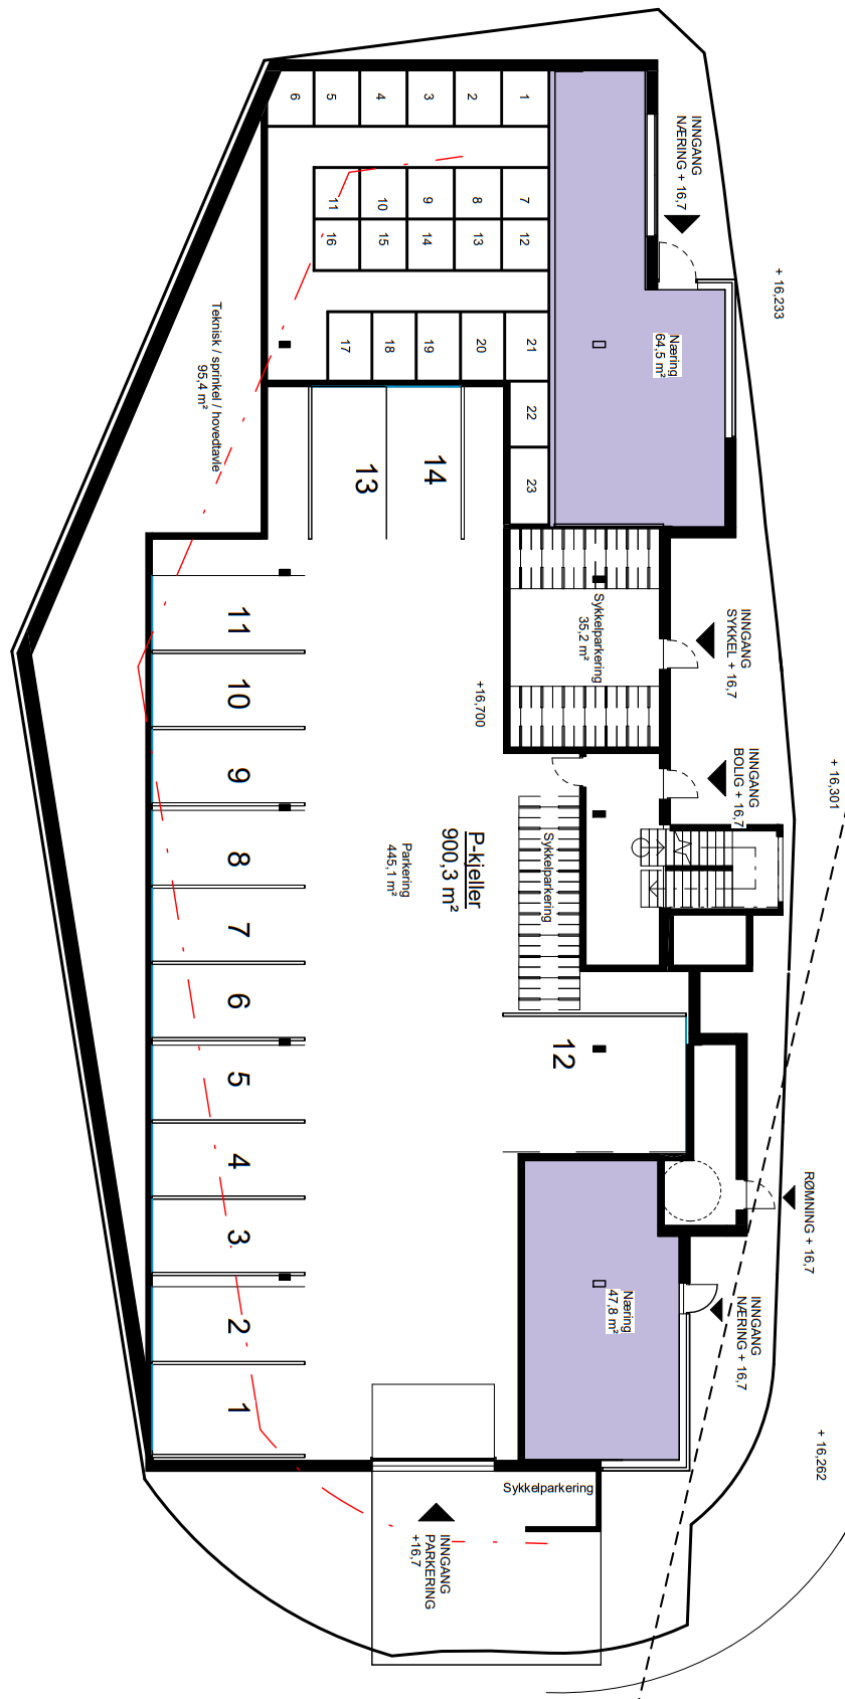 INNGANG
NÆRING + 16,7
6
5
4
3
2
1
11
10
9
8
7
16
15
14
13
12
+ 16,233
Teknisk / sprinkel / hovedtavle
95,4 m²
17
18
19
20
21
22
23
Næring
64,5 m²
13
14
Sykkelparkering
35,2 m²
INNGANG
SYKKEL + 16,7
+16,700
INNGANG
BOLIG + 16,7
+ 16,301
11
10
9
8
7
6
5
4
3
2
1
P-kjeller
900,3 m²
Parkering
445,1 m²
Sykkelparkering
12
RØMNING + 16,7
Næring
47,8 m²
INNGANG
NÆRING + 16,7
+ 16,262
Sykkelparkering
INNGANG
PARKERING
+16,7